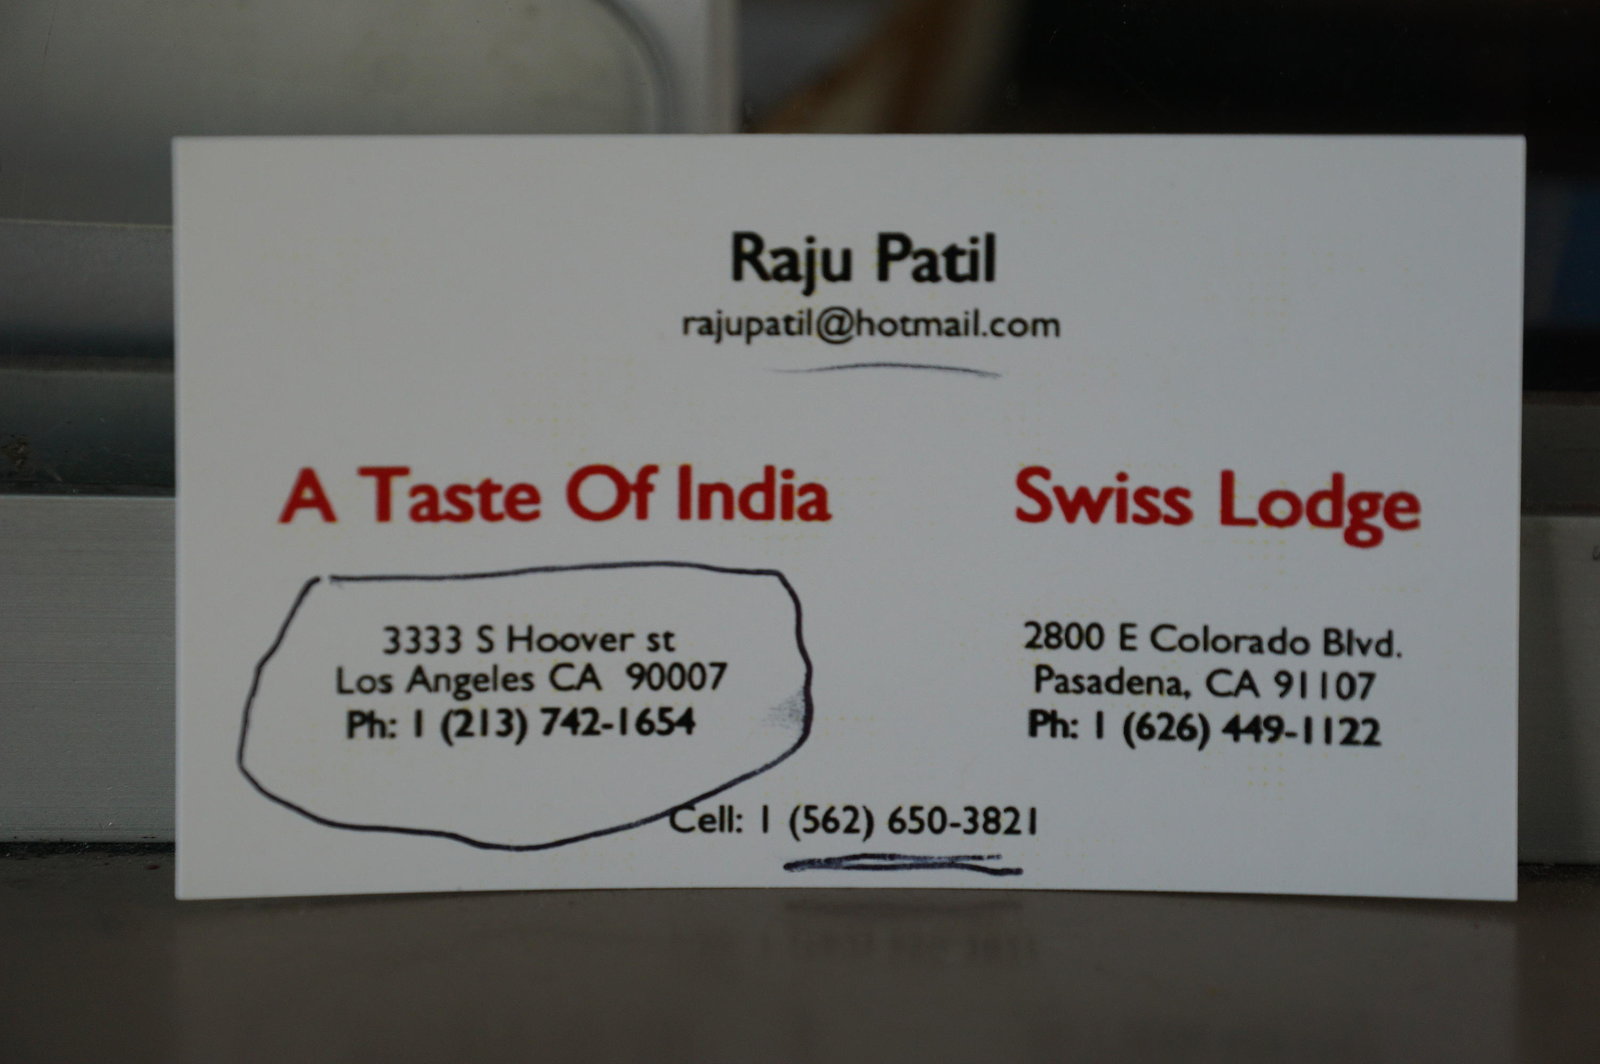 Raju Patil
rajupatil@hotmail.com
A Taste Of India
3333 S Hoover st
Los Angeles CA 90007
Ph: 1 (213) 742-1654
Swiss Lodge
2800 E Colorado Blvd.
Pasadena, CA 91107
Ph: 1 (626) 449-1122
Cell: 1 (562) 650-3821